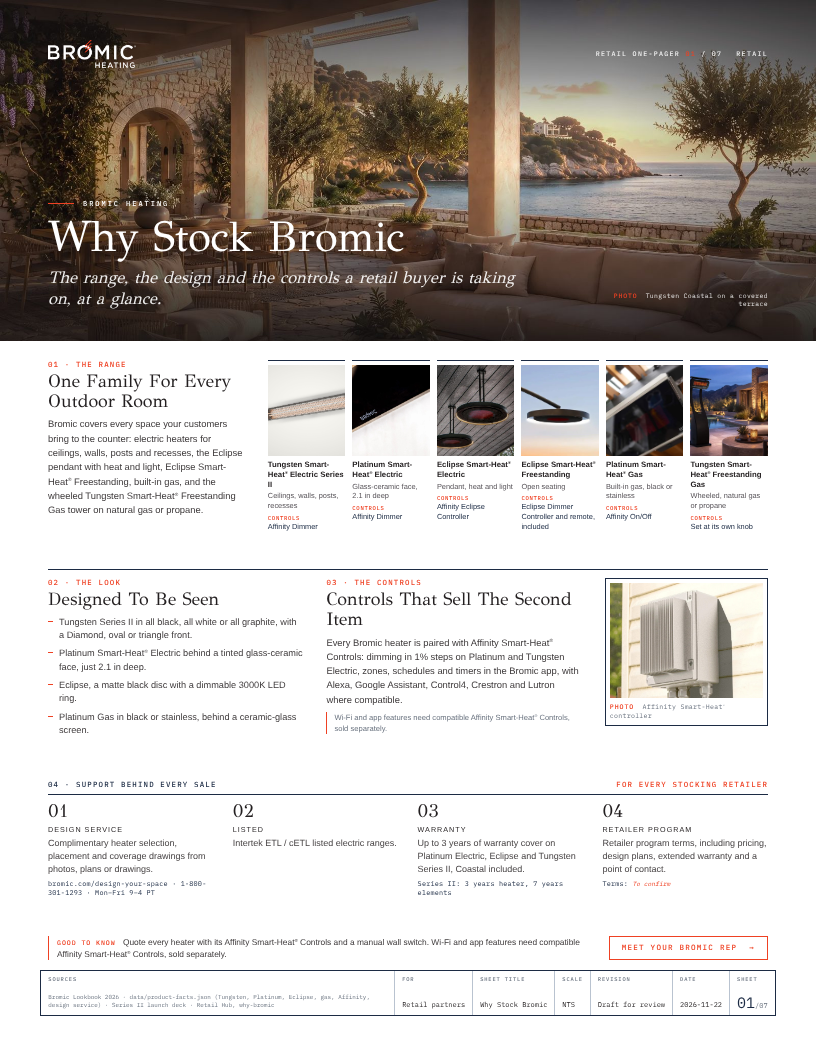 BROMIC
HEATING
RETAIL ONE-PAGER / 07 RETAIL
BROMIC HEATING
Why Stock Bromic
The range, the design and the controls a retail buyer is taking
on, at a glance.
PHOTO Tungsten Coastal on a covered
terrace
01 · THE RANGE
One Family For Every
Outdoor Room
Bromic covers every space your customers
bring to the counter: electric heaters for
ceilings, walls, posts and recesses, the Eclipse
pendant with heat and light, Eclipse Smart-
Heat® Freestanding, built-in gas, and the
wheeled Tungsten Smart-Heat® Freestanding
Gas tower on natural gas or propane.
Tungsten Smart-
Heat® Electric Series
II
Ceilings, walls, posts,
recesses
CONTROLS
Affinity Dimmer
BROMIC
Platinum Smart-
Heat® Electric
Glass-ceramic face,
2.1 in deep
CONTROLS
Affinity Dimmer
Eclipse Smart-Heat®
Electric
Pendant, heat and light
CONTROLS
Affinity Eclipse
Controller
Eclipse Smart-Heat®
Freestanding
Open seating
CONTROLS
Eclipse Dimmer
Controller and remote,
included
Platinum Smart-
Heat® Gas
Built-in gas, black or
stainless
CONTROLS
Affinity On/Off
Tungsten Smart-
Heat® Freestanding
Gas
Wheeled, natural gas
or propane
CONTROLS
Set at its own knob
02 · THE LOOK
Designed To Be Seen
– Tungsten Series II in all black, all white or all graphite, with
a Diamond, oval or triangle front.
– Platinum Smart-Heat® Electric behind a tinted glass-ceramic
face, just 2.1 in deep.
– Eclipse, a matte black disc with a dimmable 3000K LED
ring.
– Platinum Gas in black or stainless, behind a ceramic-glass
screen.
03 · THE CONTROLS
Controls That Sell The Second
Item
Every Bromic heater is paired with Affinity Smart-Heat®
Controls: dimming in 1% steps on Platinum and Tungsten
Electric, zones, schedules and timers in the Bromic app, with
Alexa, Google Assistant, Control4, Crestron and Lutron
where compatible.
Wi-Fi and app features need compatible Affinity Smart-Heat® Controls,
sold separately.
PHOTO Affinity Smart-Heat®
controller
04 · SUPPORT BEHIND EVERY SALE
FOR EVERY STOCKING RETAILER
01
DESIGN SERVICE
Complimentary heater selection,
placement and coverage drawings from
photos, plans or drawings.
bromic.com/design-your-space · 1-800-
301-1293 · Mon–Fri 9–4 PT
02
LISTED
Intertek ETL / cETL listed electric ranges.
03
WARRANTY
Up to 3 years of warranty cover on
Platinum Electric, Eclipse and Tungsten
Series II, Coastal included.
Series II: 3 years heater, 7 years
elements
04
RETAILER PROGRAM
Retailer program terms, including pricing,
design plans, extended warranty and a
point of contact.
Terms: To confirm
GOOD TO KNOW Quote every heater with its Affinity Smart-Heat® Controls and a manual wall switch. Wi-Fi and app features need compatible
Affinity Smart-Heat® Controls, sold separately.
MEET YOUR BROMIC REP →
SOURCES
Bromic Lookbook 2026 · data/product-facts.json (Tungsten, Platinum, Eclipse, gas, Affinity,
design service) · Series II launch deck · Retail Hub, why-bromic
FOR
Retail partners
SHEET TITLE
Why Stock Bromic
SCALE
NTS
REVISION
Draft for review
DATE
2026-11-22
SHEET
01/07